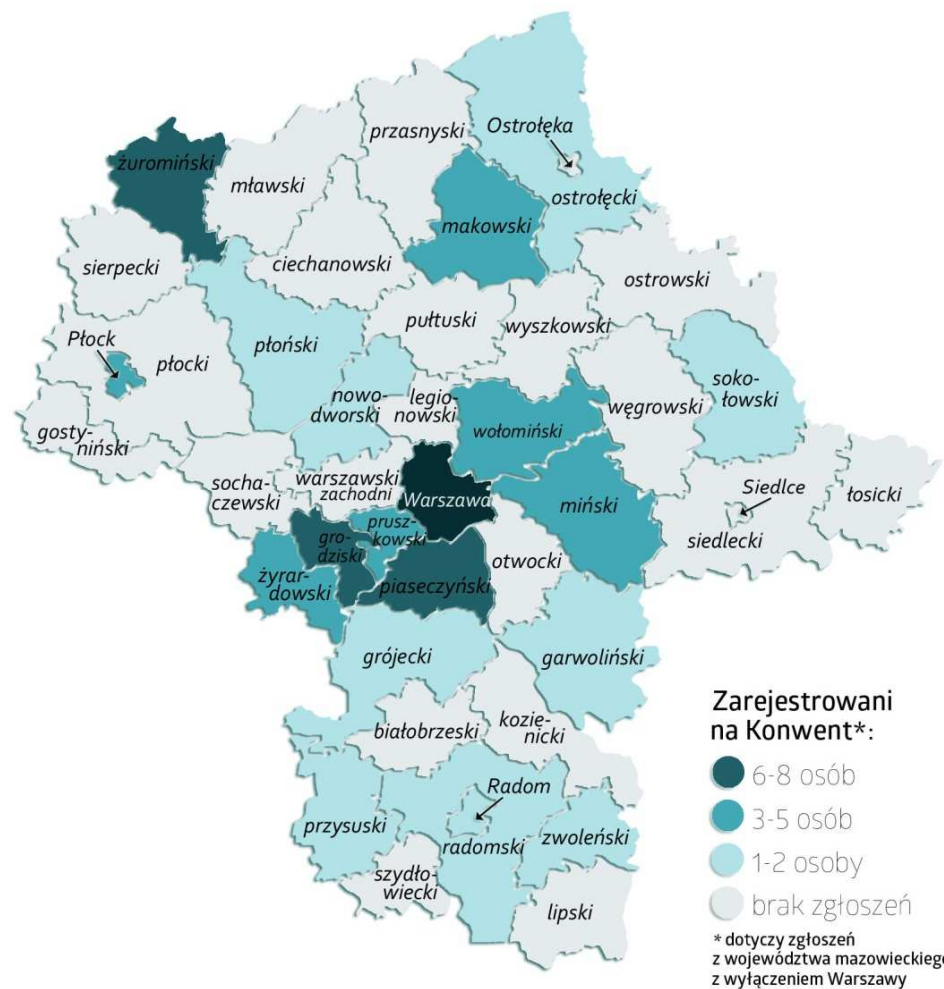 przasnyski
Ostrołęka
żuromiński
mławski
ostrołęcki
makowski
sierpecki
ciechanowski
ostrowski
Płock
płocki
płoński
pułtuski
wyszkowski
nowo-
dworski
legio-
nowski
węgrowski
soko-
łowski
gosty-
niński
wołomiński
socha-
czewski
warszawski
zachodni
Warszawa
miński
Siedlce
łosicki
siedlecki
prusz-
kowski
gro-
dziski
otwocki
żyrar-
dowski
piaseczyński
grójecki
garwoliński
białobrzeski
kozie-
nicki
Radom
przysuski
radomski
zwoleński
szydło-
wiecki
lipski
Zarejestrowani
na Konwent*:
6-8 osób
3-5 osób
1-2 osoby
brak zgłoszeń
* dotyczy zgłoszeń
z województwa mazowieckiego
z wyłączeniem Warszawy